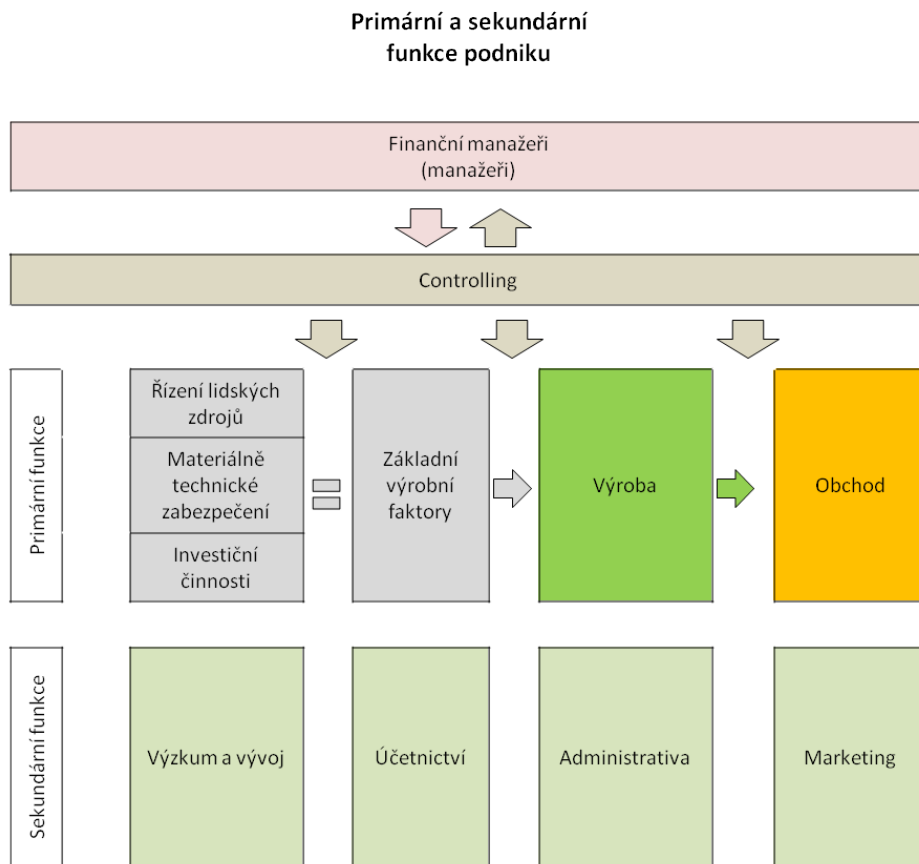 Primární a sekundární
funkce podniku
Finanční manažeři
(manažeři)
Controlling
Primární funkce
Řízení lidských
zdrojů
Materiálně
technické
zabezpečení
Investiční
činnosti
Základní
výrobní
faktory
Výroba
Obchod
Sekundární funkce
Výzkum a vývoj
Účetnictví
Administrativa
Marketing